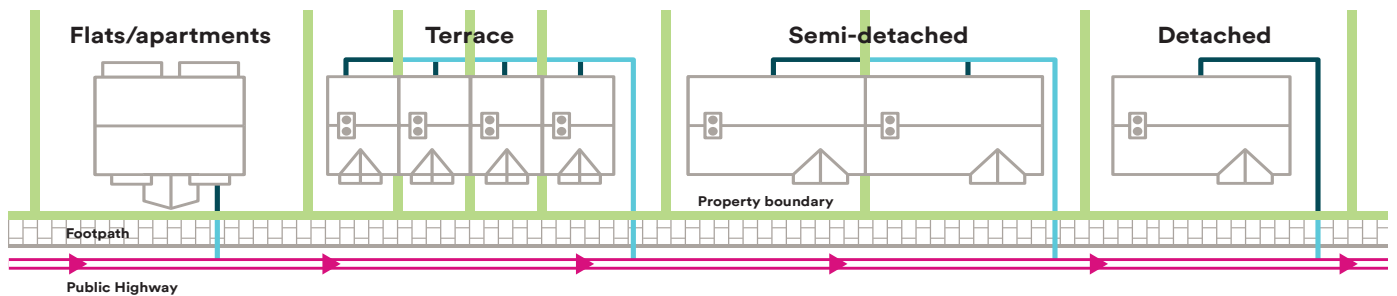 Flats/apartments
Terrace
Semi-detached
Detached
Property boundary
Footpath
Public Highway